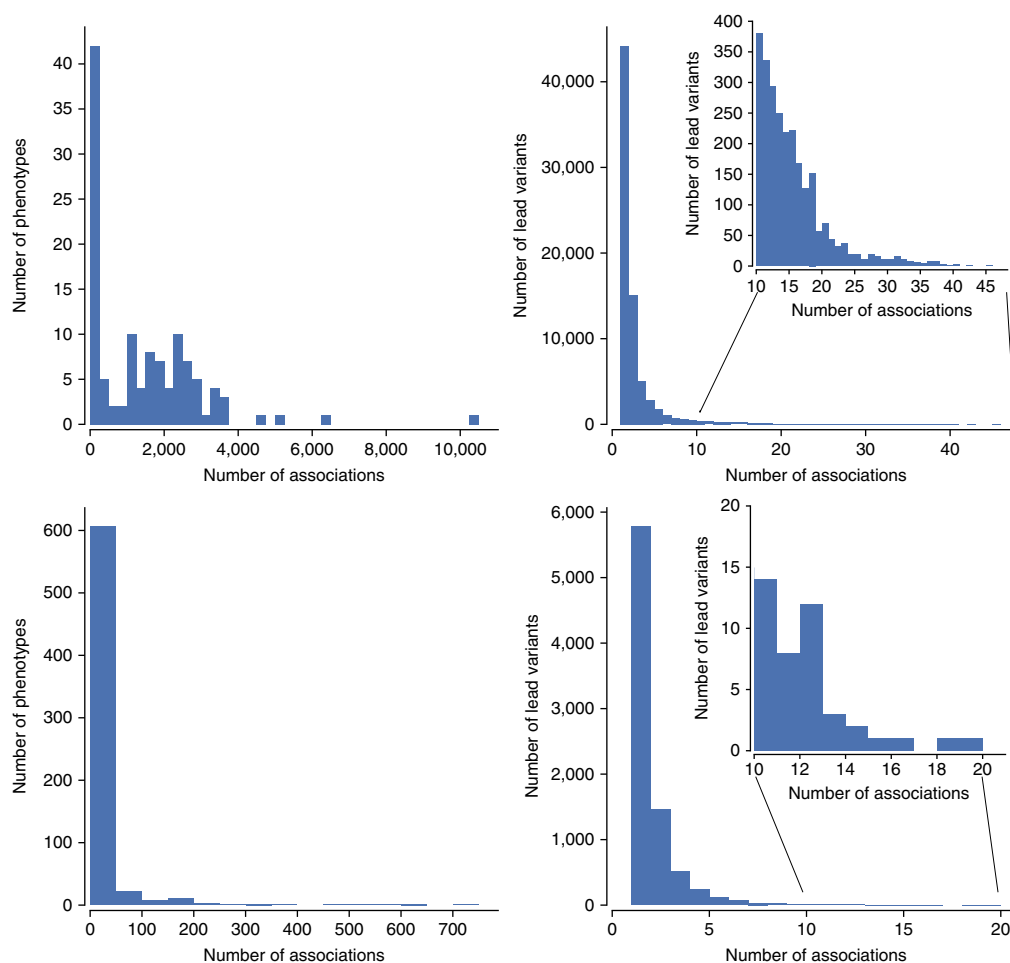 Number of phenotypes
40
35
30
25
20
15
10
5
0
0 2,000 4,000 6,000 8,000 10,000
Number of associations
Number of lead variants
40,000
30,000
20,000
10,000
0
0 10 20 30 40
Number of associations
Number of lead variants
400
350
300
250
200
150
100
50
0
10 15 20 25 30 35 40 45
Number of associations
Number of phenotypes
600
500
400
300
200
100
0
0 100 200 300 400 500 600 700
Number of associations
Number of lead variants
6,000
5,000
4,000
3,000
2,000
1,000
0
0 5 10 15 20
Number of associations
Number of lead variants
20
15
10
5
0
10 12 14 16 18 20
Number of associations